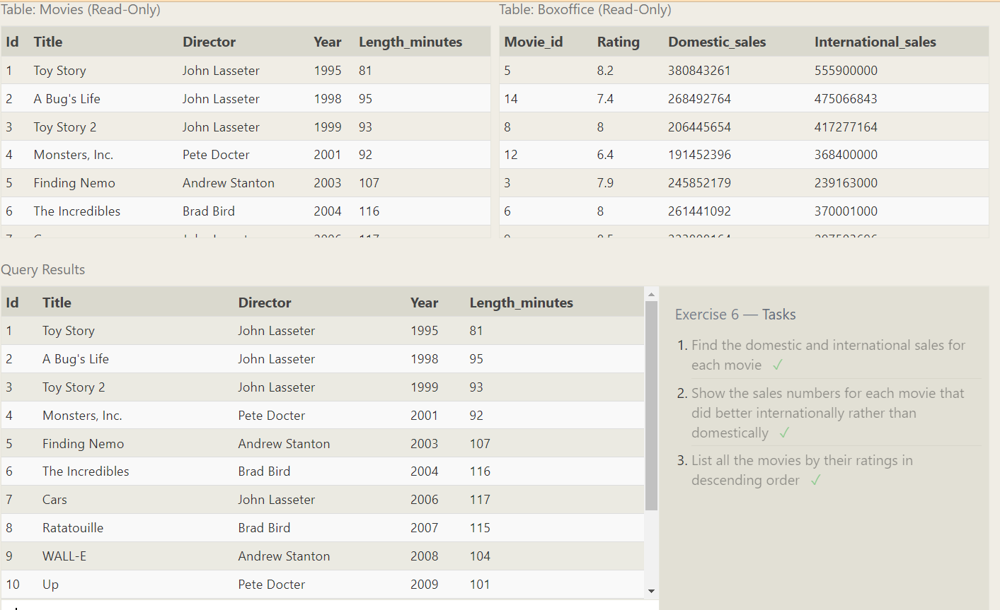 Table: Movies (Read-Only)
Id Title Director Year Length_minutes
1 Toy Story John Lasseter 1995 81
2 A Bug's Life John Lasseter 1998 95
3 Toy Story 2 John Lasseter 1999 93
4 Monsters, Inc. Pete Docter 2001 92
5 Finding Nemo Andrew Stanton 2003 107
6 The Incredibles Brad Bird 2004 116
Table: Boxoffice (Read-Only)
Movie_id Rating Domestic_sales International_sales
5 8.2 380843261 555900000
14 7.4 268492764 475066843
8 8 206445654 417277164
12 6.4 191452396 368400000
3 7.9 245852179 239163000
6 8 261441092 370001000
Query Results
Id Title Director Year Length_minutes
1 Toy Story John Lasseter 1995 81
2 A Bug's Life John Lasseter 1998 95
3 Toy Story 2 John Lasseter 1999 93
4 Monsters, Inc. Pete Docter 2001 92
5 Finding Nemo Andrew Stanton 2003 107
6 The Incredibles Brad Bird 2004 116
7 Cars John Lasseter 2006 117
8 Ratatouille Brad Bird 2007 115
9 WALL-E Andrew Stanton 2008 104
10 Up Pete Docter 2009 101
Exercise 6 — Tasks
1. Find the domestic and international sales for
each movie ✓
2. Show the sales numbers for each movie that
did better internationally rather than
domestically ✓
3. List all the movies by their ratings in
descending order ✓